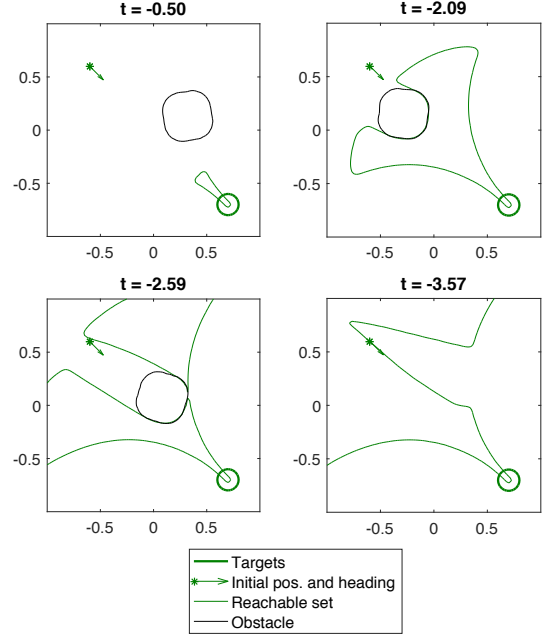 t = -0.50
t = -2.09
0.5
0
-0.5
-0.5 0 0.5
0.5
0
-0.5
-0.5 0 0.5
t = -2.59
t = -3.57
0.5
0
-0.5
-0.5 0 0.5
0.5
0
-0.5
-0.5 0 0.5
Targets
Initial pos. and heading
Reachable set
Obstacle